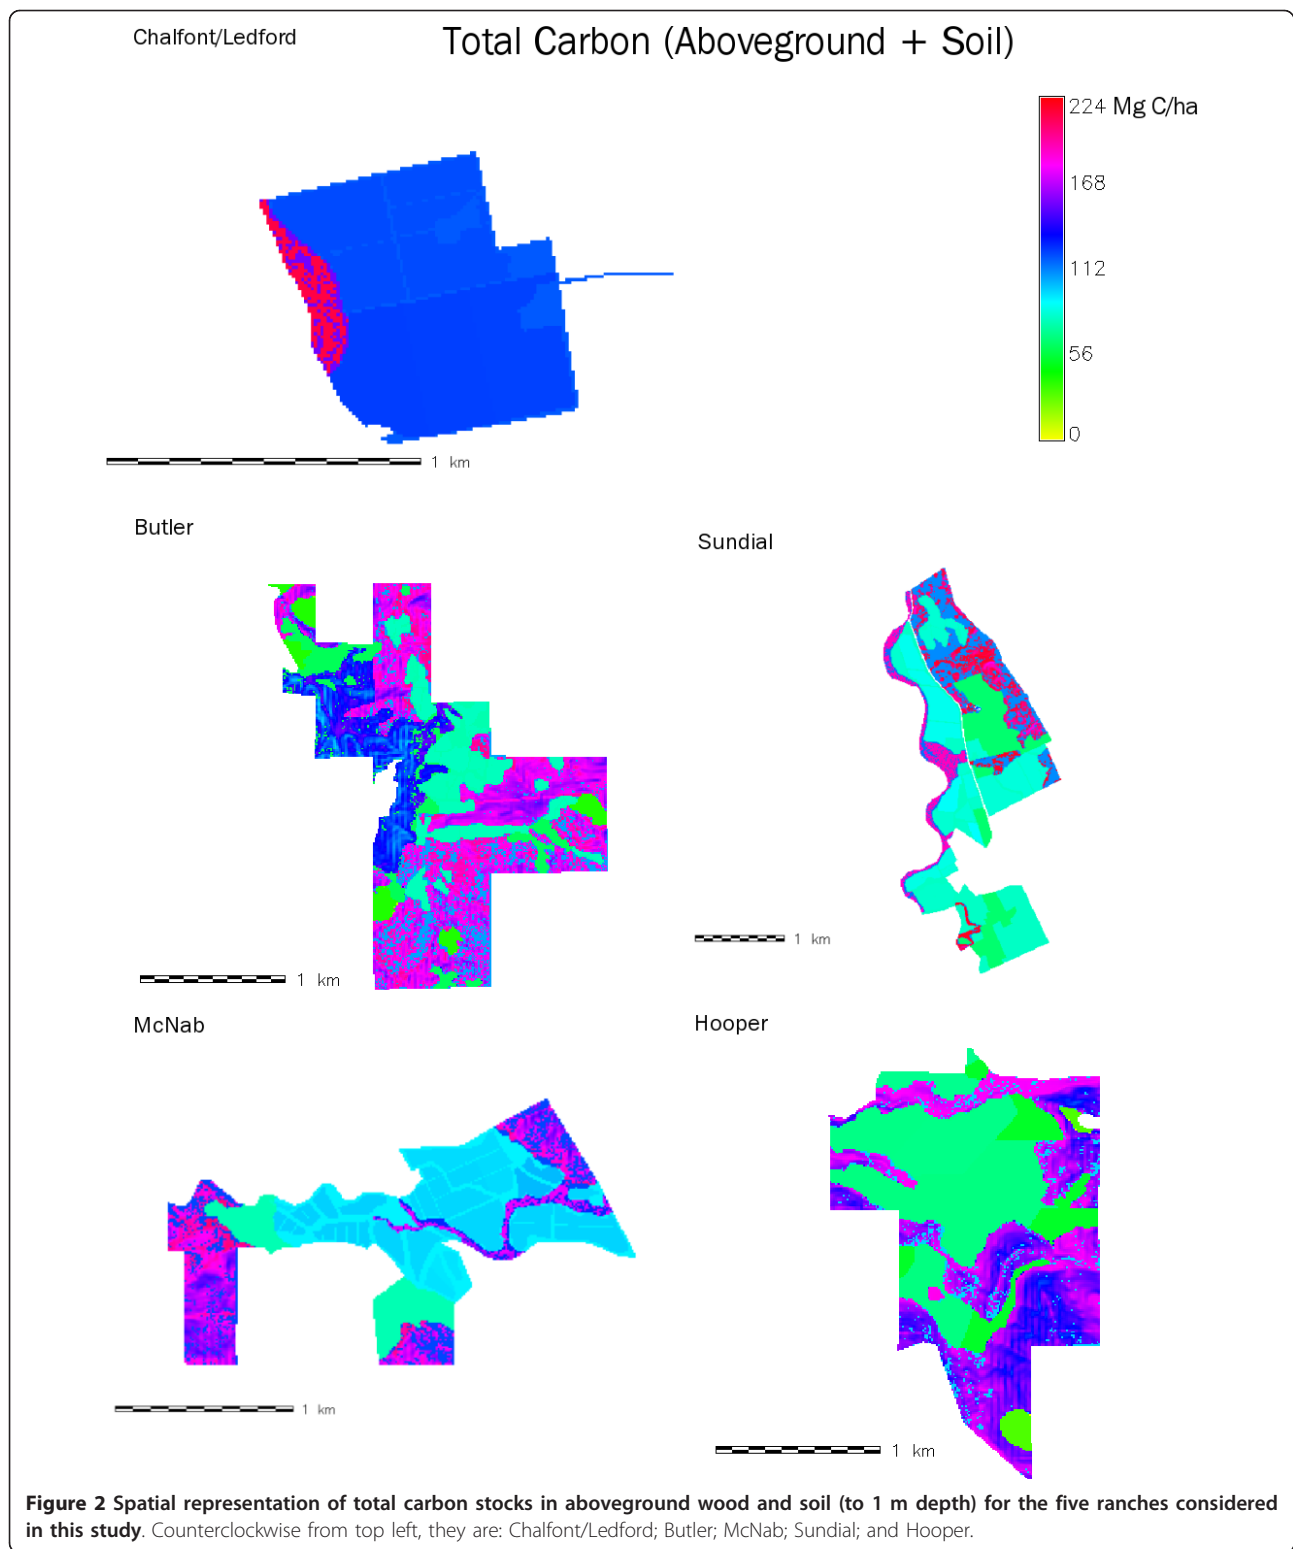 Chalfont/Ledford
Total Carbon (Aboveground + Soil)
224 Mg C/ha
168
112
56
0
1 km
Butler
Sundial
1 km
1 km
McNab
Hooper
1 km
1 km
Figure 2 Spatial representation of total carbon stocks in aboveground wood and soil (to 1 m depth) for the five ranches considered
in this study. Counterclockwise from top left, they are: Chalfont/Ledford; Butler; McNab; Sundial; and Hooper.